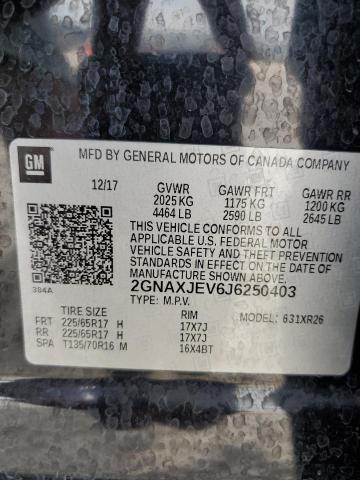 GM
MFD BY GENERAL MOTORS OF CANADA COMPANY
12/17 GVWR GAWR FRT GAWR RR
2025 KG 1175 KG 1200 KG
4464 LB 2590 LB 2645 LB
THIS VEHICLE CONFORMS TO ALL
APPLICABLE U.S. FEDERAL MOTOR
VEHICLE SAFETY AND THEFT PREVENTION
STANDARDS IN EFFECT ON THE DATE OF
MANUFACTURE SHOWN ABOVE.
384A 2GNAXJEV6J6250403
TYPE: M.P.V. MODEL: 631XR26
TIRE SIZE RIM
FRT 225/65R17 H 17X7J
RR 225/65R17 H 17X7J
SPA T135/70R16 M 16X4BT